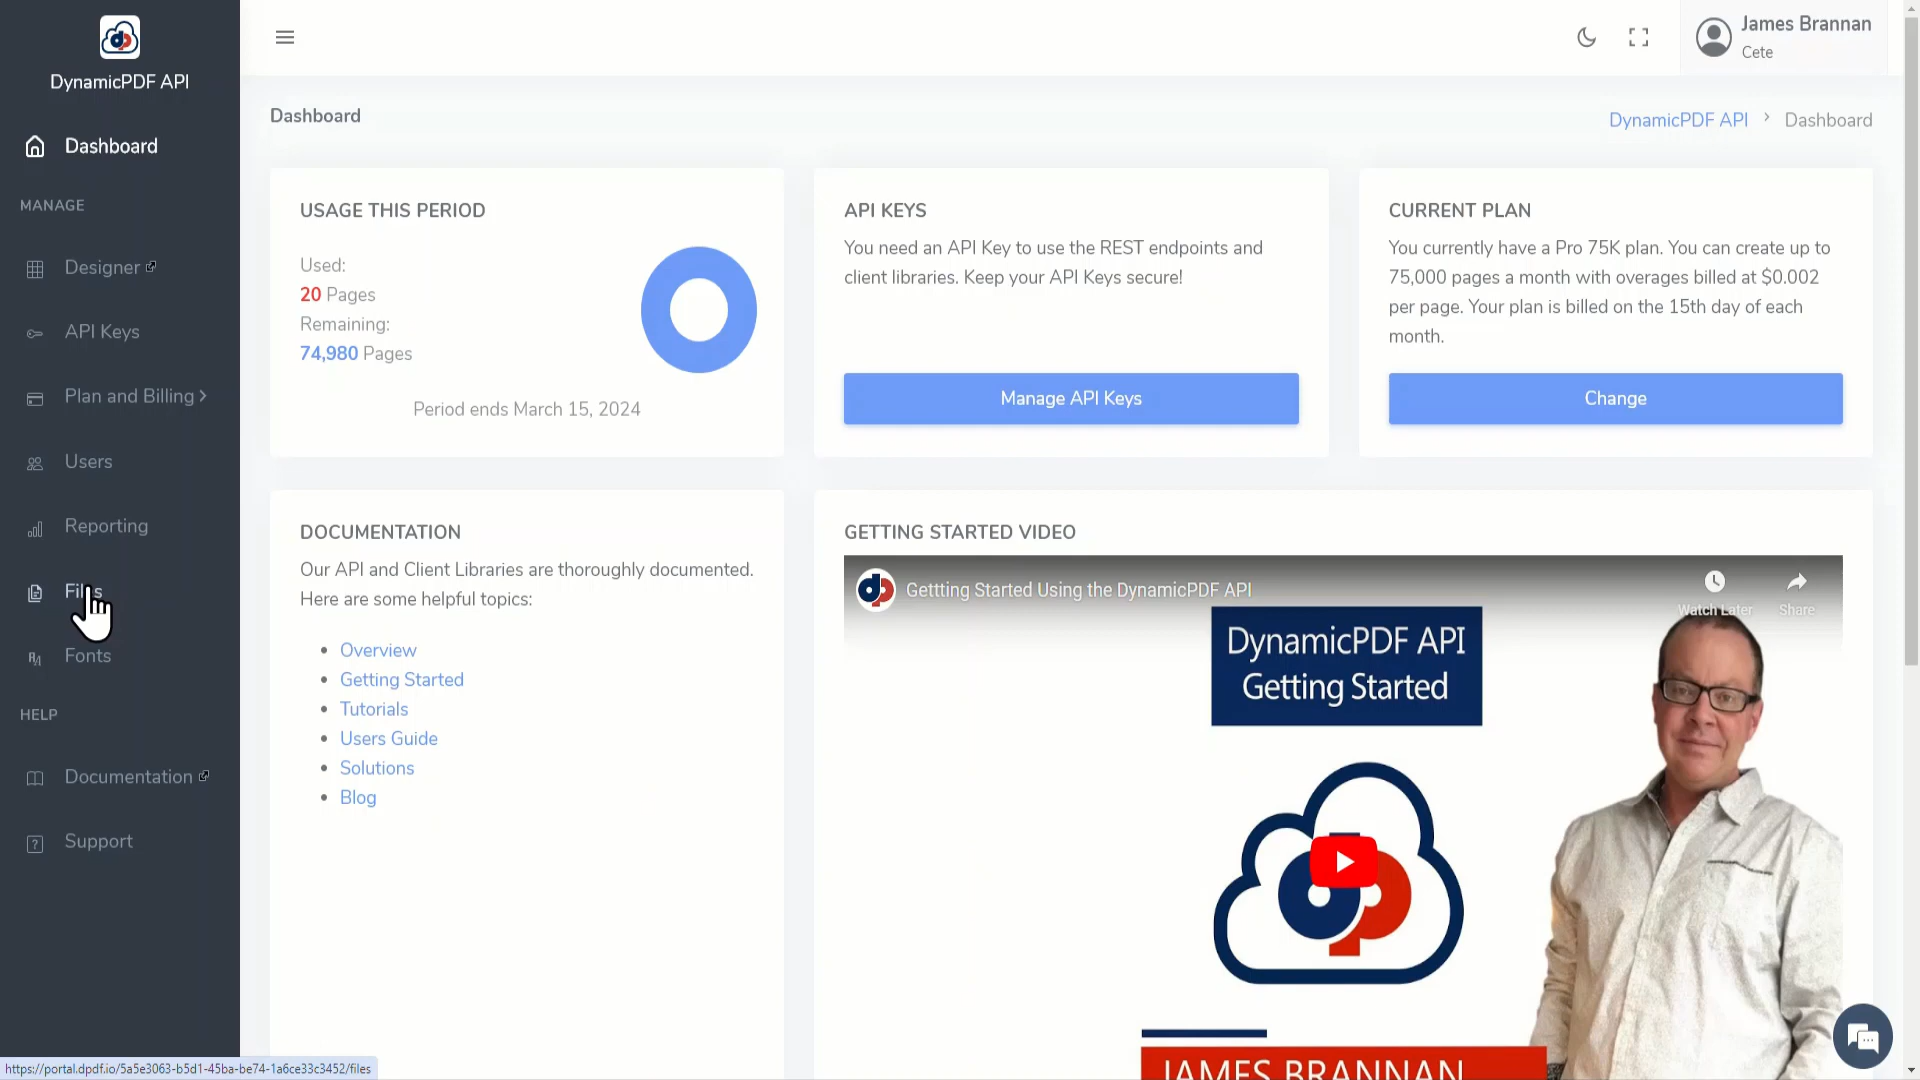 DynamicPDF API
Dashboard
MANAGE
Designer
API Keys
Plan and Billing
Users
Reporting
Files
Fonts
HELP
Documentation
Support
James Brannan
Cete
Dashboard
DynamicPDF API > Dashboard
USAGE THIS PERIOD
Used:
20 Pages
Remaining:
74,980 Pages
Period ends March 15, 2024
API KEYS
You need an API Key to use the REST endpoints and
client libraries. Keep your API Keys secure!
Manage API Keys
CURRENT PLAN
You currently have a Pro 75K plan. You can create up to
75,000 pages a month with overages billed at $0.002
per page. Your plan is billed on the 15th day of each
month.
Change
DOCUMENTATION
Our API and Client Libraries are thoroughly documented.
Here are some helpful topics:
• Overview
• Getting Started
• Tutorials
• Users Guide
• Solutions
• Blog
GETTING STARTED VIDEO
dp
Gettting Started Using the DynamicPDF API
Watch Later
Share
DynamicPDF API
Getting Started
JAMES BRANNAN
https://portal.dpdf.io/5a5e3063-b5d1-45ba-be74-1a6ce33c3452/files